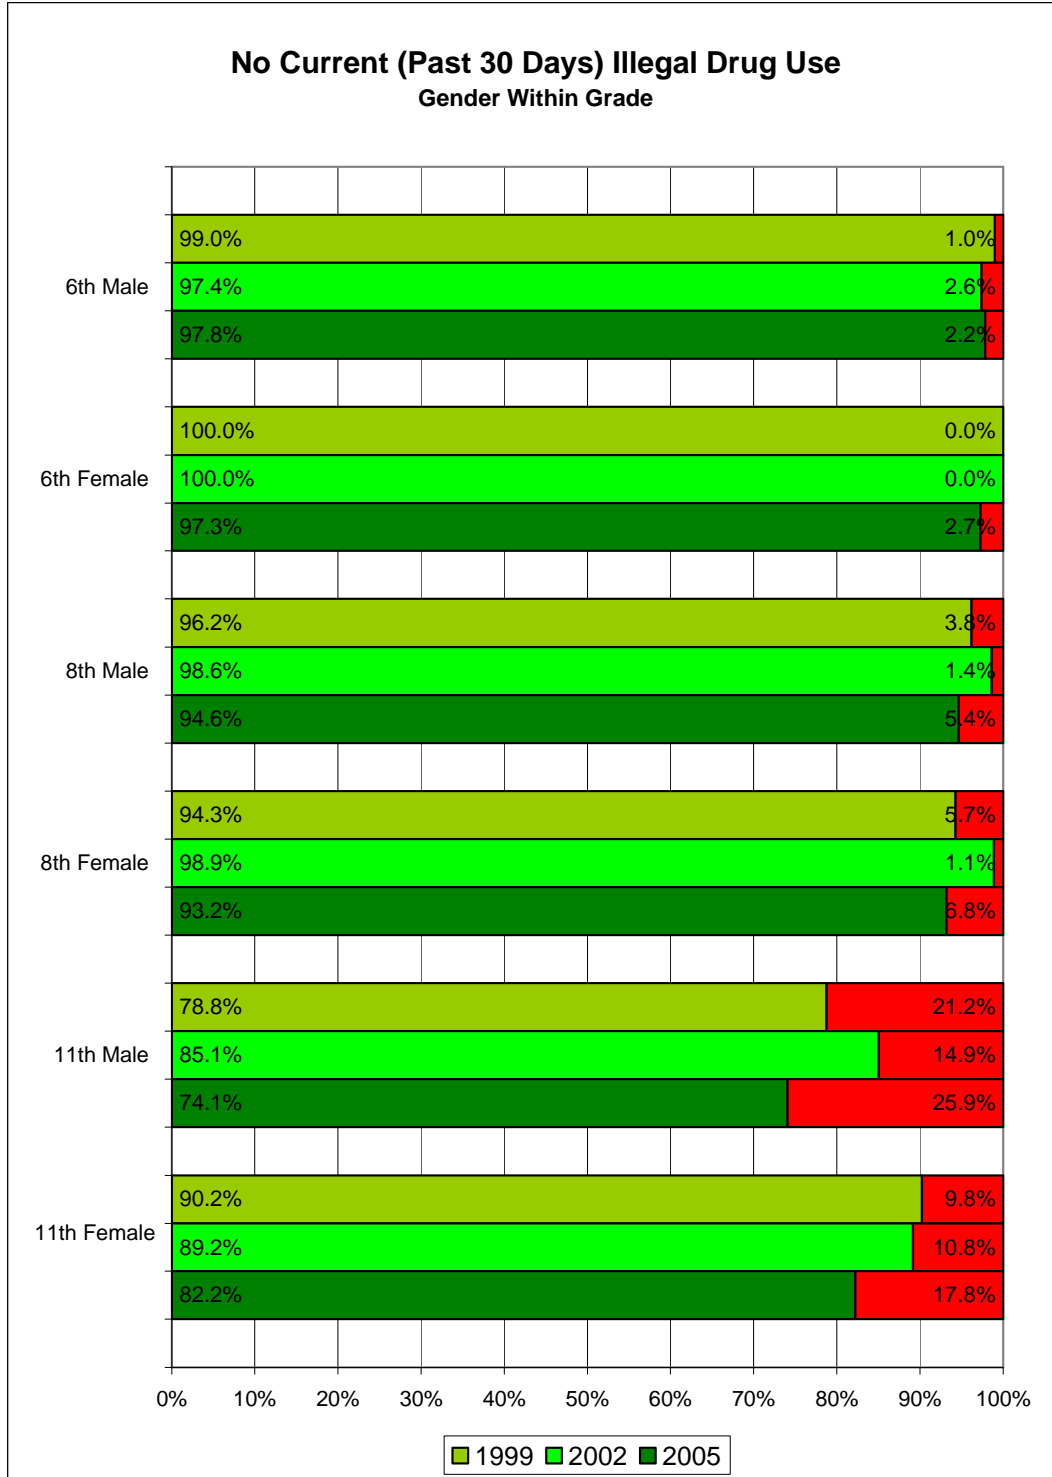 No Current (Past 30 Days) Illegal Drug Use
Gender Within Grade
99.0% 1.0%
6th Male 97.4% 2.6%
97.8% 2.2%
100.0% 0.0%
6th Female 100.0% 0.0%
97.3% 2.7%
96.2% 3.8%
8th Male 98.6% 1.4%
94.6% 5.4%
94.3% 5.7%
8th Female 98.9% 1.1%
93.2% 6.8%
78.8% 21.2%
11th Male 85.1% 14.9%
74.1% 25.9%
90.2% 9.8%
11th Female 89.2% 10.8%
82.2% 17.8%
0% 10% 20% 30% 40% 50% 60% 70% 80% 90% 100%
1999 2002 2005